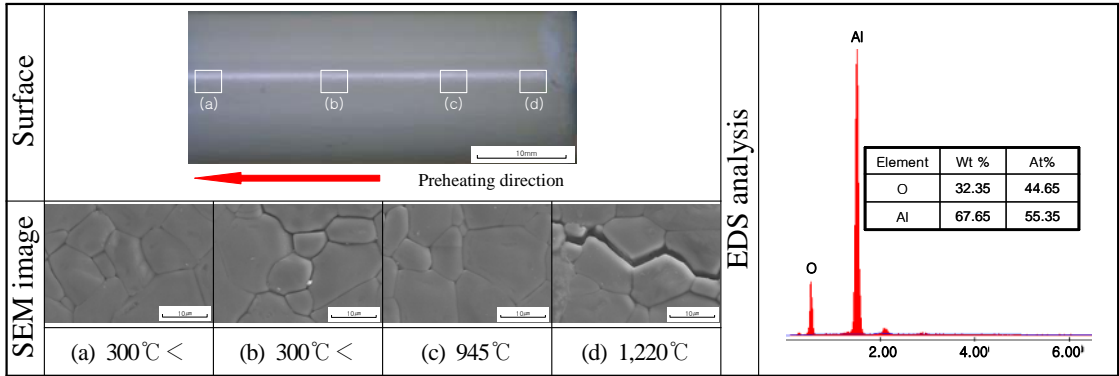 Surface
(a)
(b)
(c)
(d)
10mm
Preheating direction
SEM image
10㎛
10㎛
10㎛
10㎛
(a) 300℃ <
(b) 300℃ <
(c) 945℃
(d) 1,220℃
EDS analysis
Al
O
Element Wt % At%
O 32.35 44.65
Al 67.65 55.35
2.00 4.00 6.00